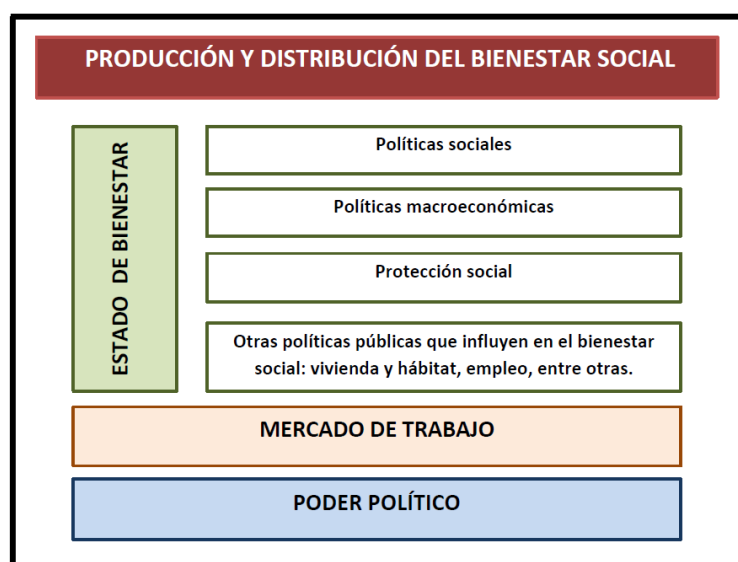 PRODUCCIÓN Y DISTRIBUCIÓN DEL BIENESTAR SOCIAL
ESTADO DE BIENESTAR
Políticas sociales
Políticas macroeconómicas
Protección social
Otras políticas públicas que influyen en el bienestar
social: vivienda y hábitat, empleo, entre otras.
MERCADO DE TRABAJO
PODER POLÍTICO